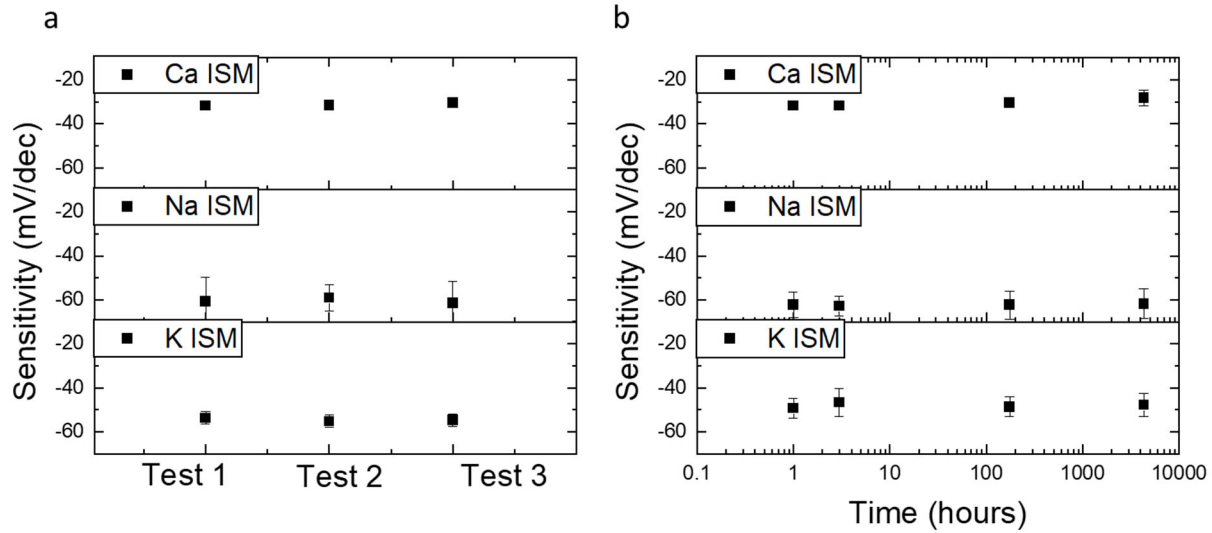 a
Sensitivity (mV/dec)
Ca ISM
-20
-40
-60
Na ISM
-20
-40
-60
K ISM
-20
-40
-60
Test 1 Test 2 Test 3
b
Sensitivity (mV/dec)
Ca ISM
-20
-40
-60
Na ISM
-20
-40
-60
K ISM
-20
-40
-60
0.1 1 10 100 1000 10000
Time (hours)